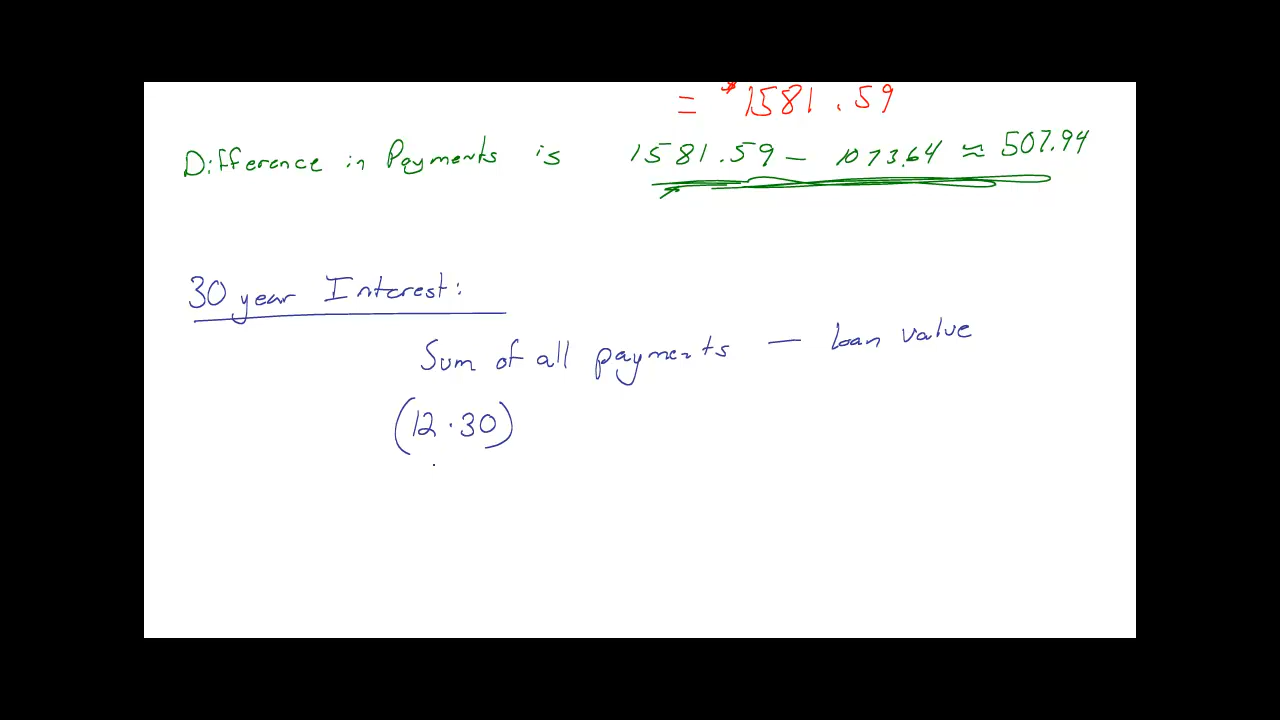 = $1581.59
Difference in Payments is 1581.59 - 1073.64 ≈ 507.94
30 year Interest:
Sum of all payments - loan value
(12 · 30)